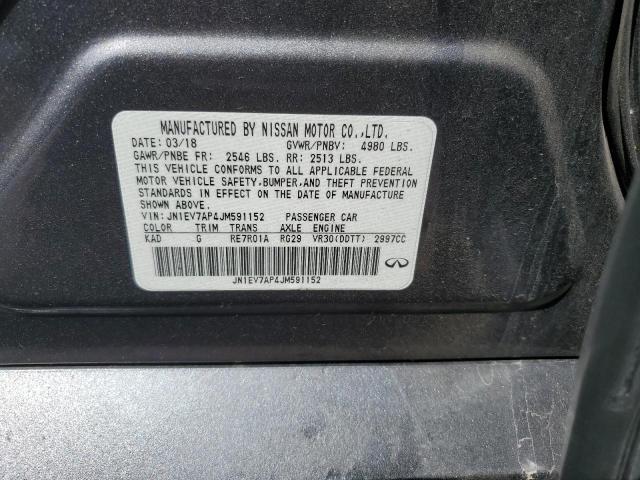 MANUFACTURED BY NISSAN MOTOR CO.,LTD.
DATE: 03/18 GVWR/PNBV: 4980 LBS.
GAWR/PNBE FR: 2546 LBS. RR: 2513 LBS.
THIS VEHICLE CONFORMS TO ALL APPLICABLE FEDERAL
MOTOR VEHICLE SAFETY, BUMPER, AND THEFT PREVENTION
STANDARDS IN EFFECT ON THE DATE OF MANUFACTURE
SHOWN ABOVE.
VIN: JN1EV7AP4JM591152 PASSENGER CAR
COLOR TRIM TRANS AXLE ENGINE
KAD G RE7R01A RG29 VR30(DDTT) 2997CC
JN1EV7AP4JM591152